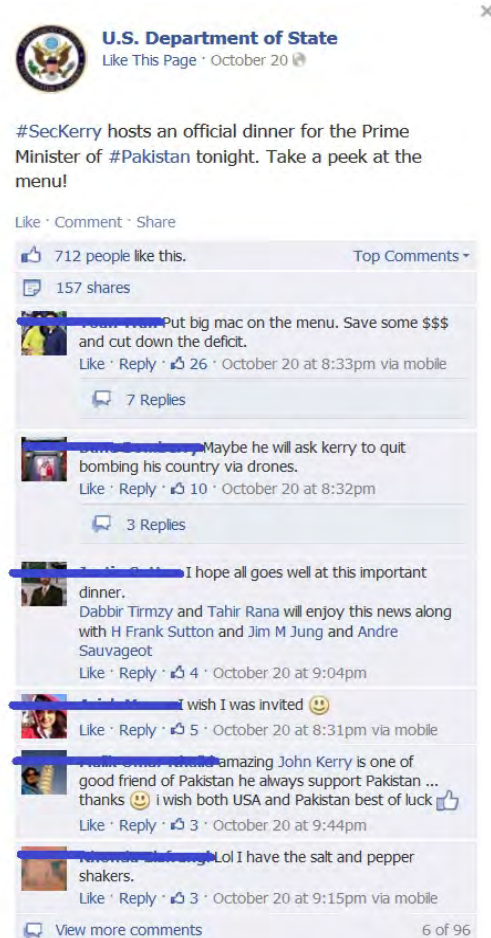 U.S. Department of State
Like This Page · October 20
#SecKerry hosts an official dinner for the Prime
Minister of #Pakistan tonight. Take a peek at the
menu!
Like · Comment · Share
712 people like this. Top Comments
157 shares
Put big mac on the menu. Save some $$$
and cut down the deficit.
Like · Reply · 26 · October 20 at 8:33pm via mobile
7 Replies
Maybe he will ask kerry to quit
bombing his country via drones.
Like · Reply · 10 · October 20 at 8:32pm
3 Replies
I hope all goes well at this important
dinner.
Dabbir Tirmzy and Tahir Rana will enjoy this news along
with H Frank Sutton and Jim M Jung and Andre
Sauvageot
Like · Reply · 4 · October 20 at 9:04pm
I wish I was invited
Like · Reply · 5 · October 20 at 8:31pm via mobile
amazing John Kerry is one of
good friend of Pakistan he always support Pakistan ...
thanks i wish both USA and Pakistan best of luck
Like · Reply · 3 · October 20 at 9:44pm
Lol I have the salt and pepper
shakers.
Like · Reply · 3 · October 20 at 9:15pm via mobile
View more comments 6 of 96